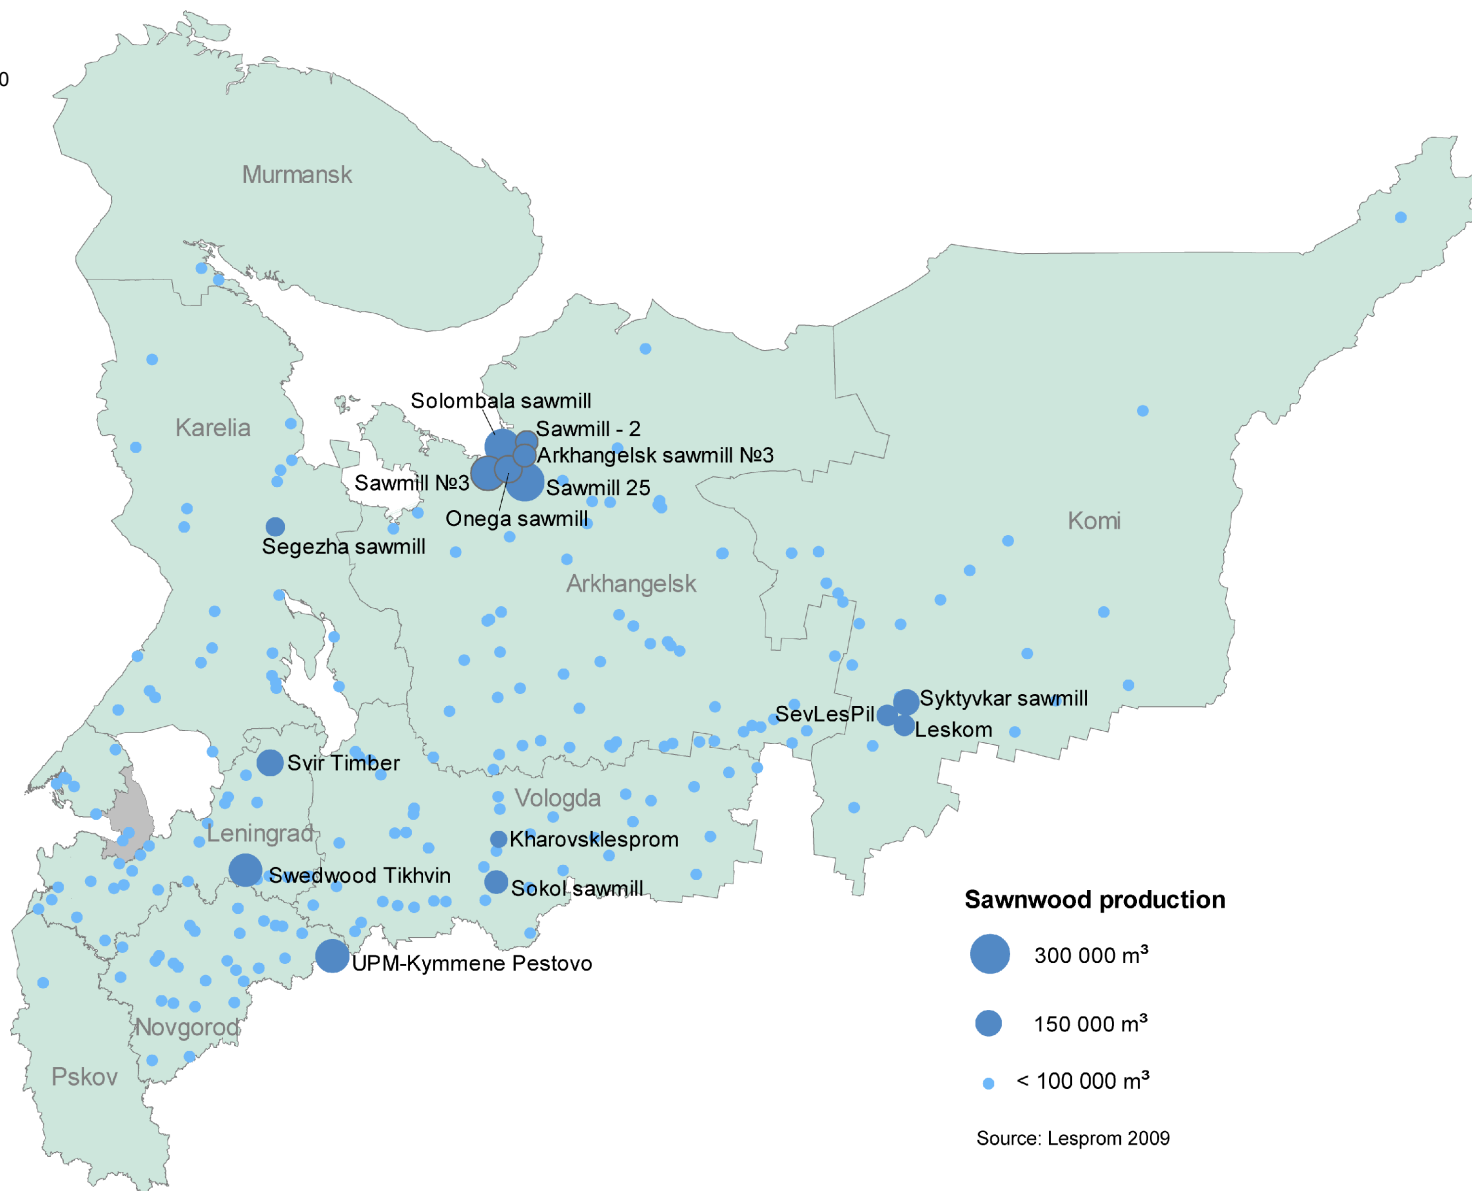 0
Murmansk
Solombala sawmill
Karelia
Sawmill - 2
Arkhangelsk sawmill №3
Sawmill №3
Sawmill 25
Onega sawmill
Komi
Segezha sawmill
Arkhangelsk
Syktyvkar sawmill
SevLesPil
Leskom
Svir Timber
Vologda
Leningrad
Kharovsklesprom
Swedwood Tikhvin
Sokol sawmill
UPM-Kymmene Pestovo
Novgorod
Pskov
Sawnwood production
300 000 m³
150 000 m³
< 100 000 m³
Source: Lesprom 2009